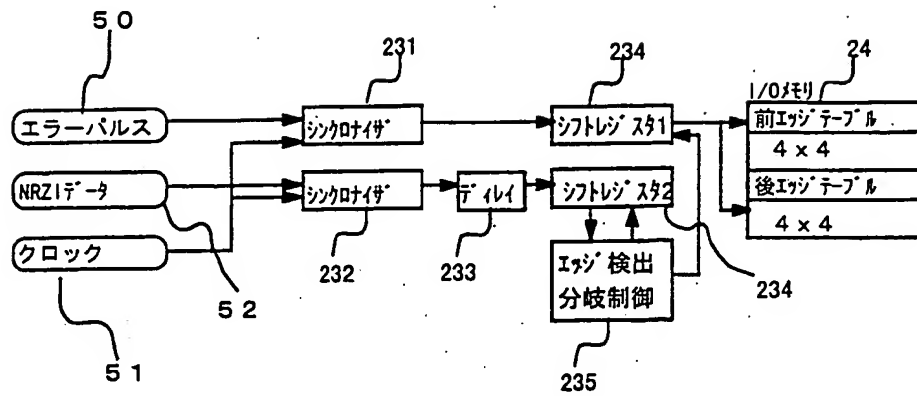 50
エラーパルス
NRZIデータ
クロック
52
51
231
シンクロナイザ
シンクロナイザ
232
ディレイ
233
234
シフトレジスタ1
シフトレジスタ2
エッジ検出
分岐制御
235
234
24
I/Oメモリ
前エッジテーブル
4 x 4
後エッジテーブル
4 x 4